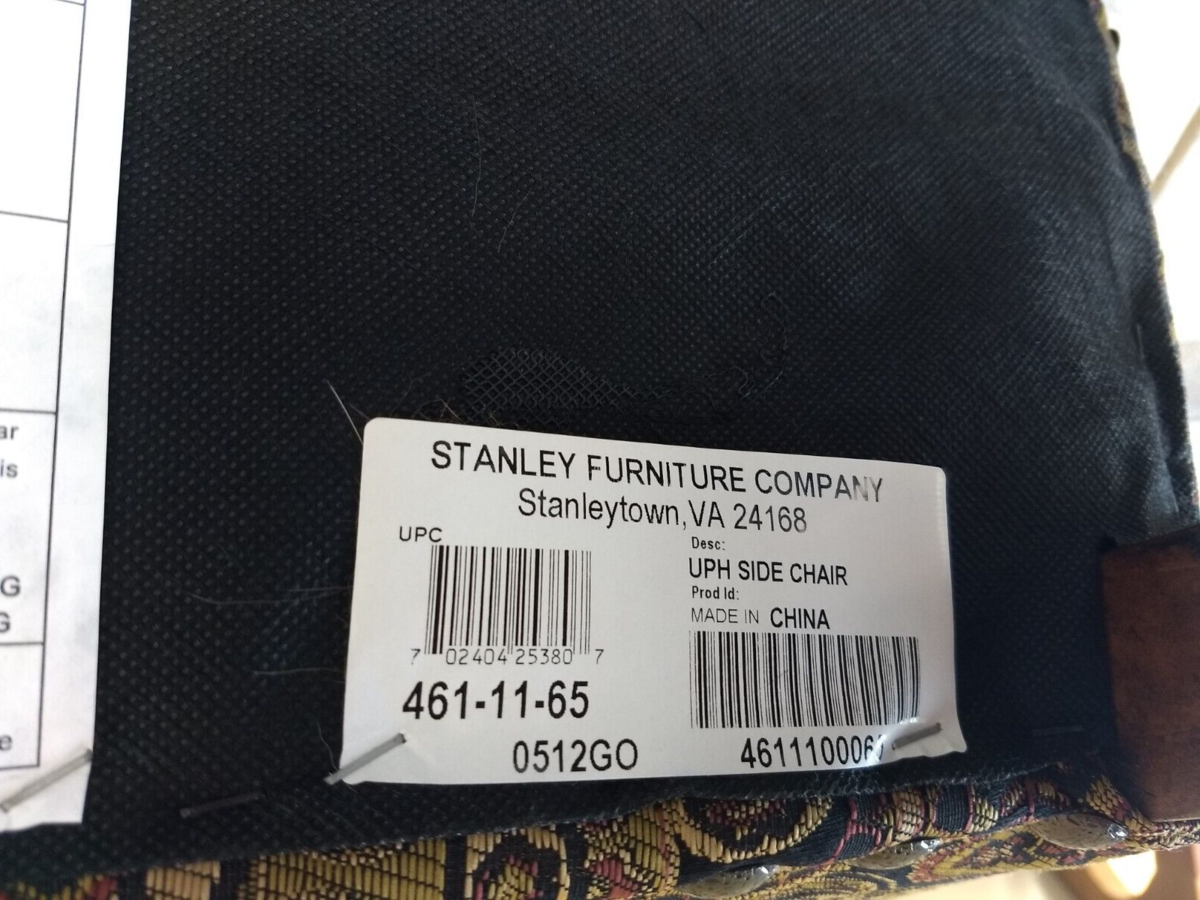 ar
is
G
G
e
STANLEY FURNITURE COMPANY
Stanleytown,VA 24168
UPC
7 02404 25380 7
461-11-65
0512GO
Desc:
UPH SIDE CHAIR
Prod Id:
MADE IN CHINA